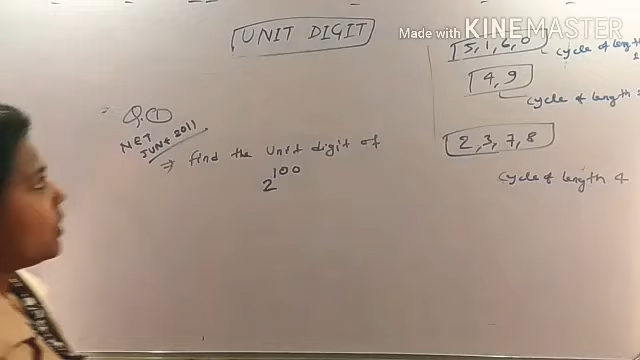 UNIT DIGIT
Made with KINEMASTER
5, 1, 6, 0
cycle of length
4, 9
cycle of length
2, 3, 7, 8
cycle of length 4
Q.①
NET
JUNE 2011
⇒ find the Unit digit of
2^100